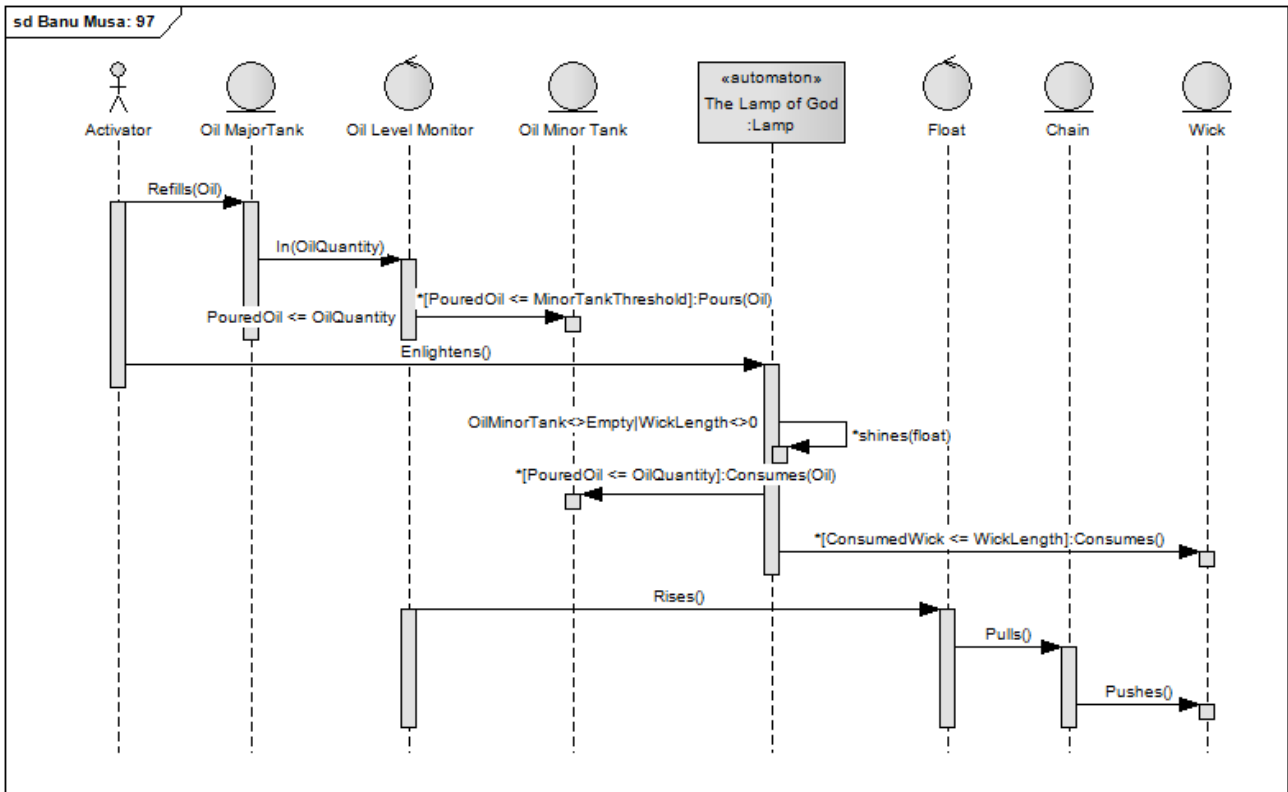 sd Banu Musa: 97
Activator
Oil MajorTank
Oil Level Monitor
Oil Minor Tank
«automaton»
The Lamp of God
:Lamp
Float
Chain
Wick
Refills(Oil)
In(OilQuantity)
*[PouredOil <= MinorTankThreshold]:Pours(Oil)
PouredOil <= OilQuantity
Enlightens()
OilMinorTank<>Empty|WickLength<>0
*shines(float)
*[PouredOil <= OilQuantity]:Consumes(Oil)
*[ConsumedWick <= WickLength]:Consumes()
Rises()
Pulls()
Pushes()